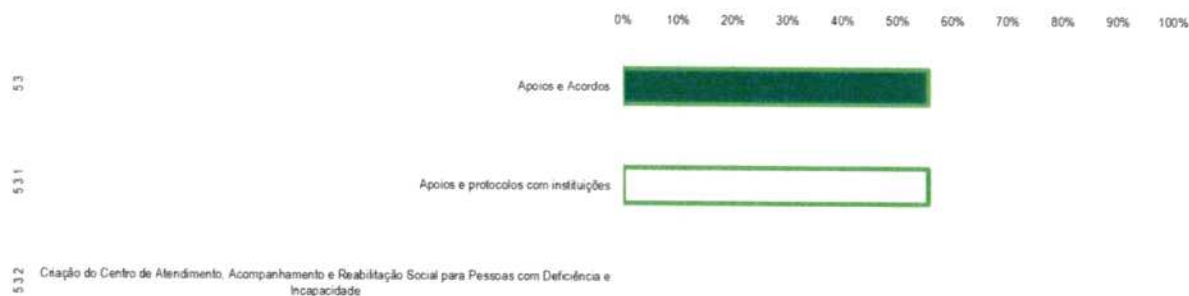 0% 10% 20% 30% 40% 50% 60% 70% 80% 90% 100%
5 3 Apoios e Acordos
5 3 1 Apoios e protocolos com instituições
5 3 2 Criação do Centro de Atendimento, Acompanhamento e Reabilitação Social para Pessoas com Deficiência e
Incapacidade